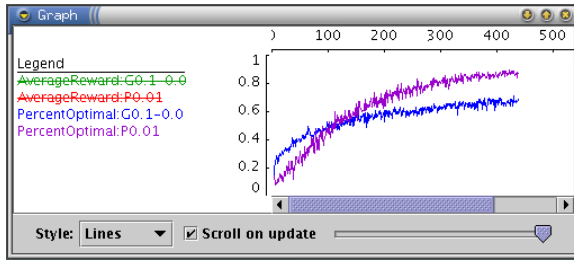 Graph
0 100 200 300 400 500
Legend
AverageReward:G0.1-0.0
AverageReward:P0.01
PercentOptimal:G0.1-0.0
PercentOptimal:P0.01
1
0.8
0.6
0.4
0.2
0
Style: Lines Scroll on update